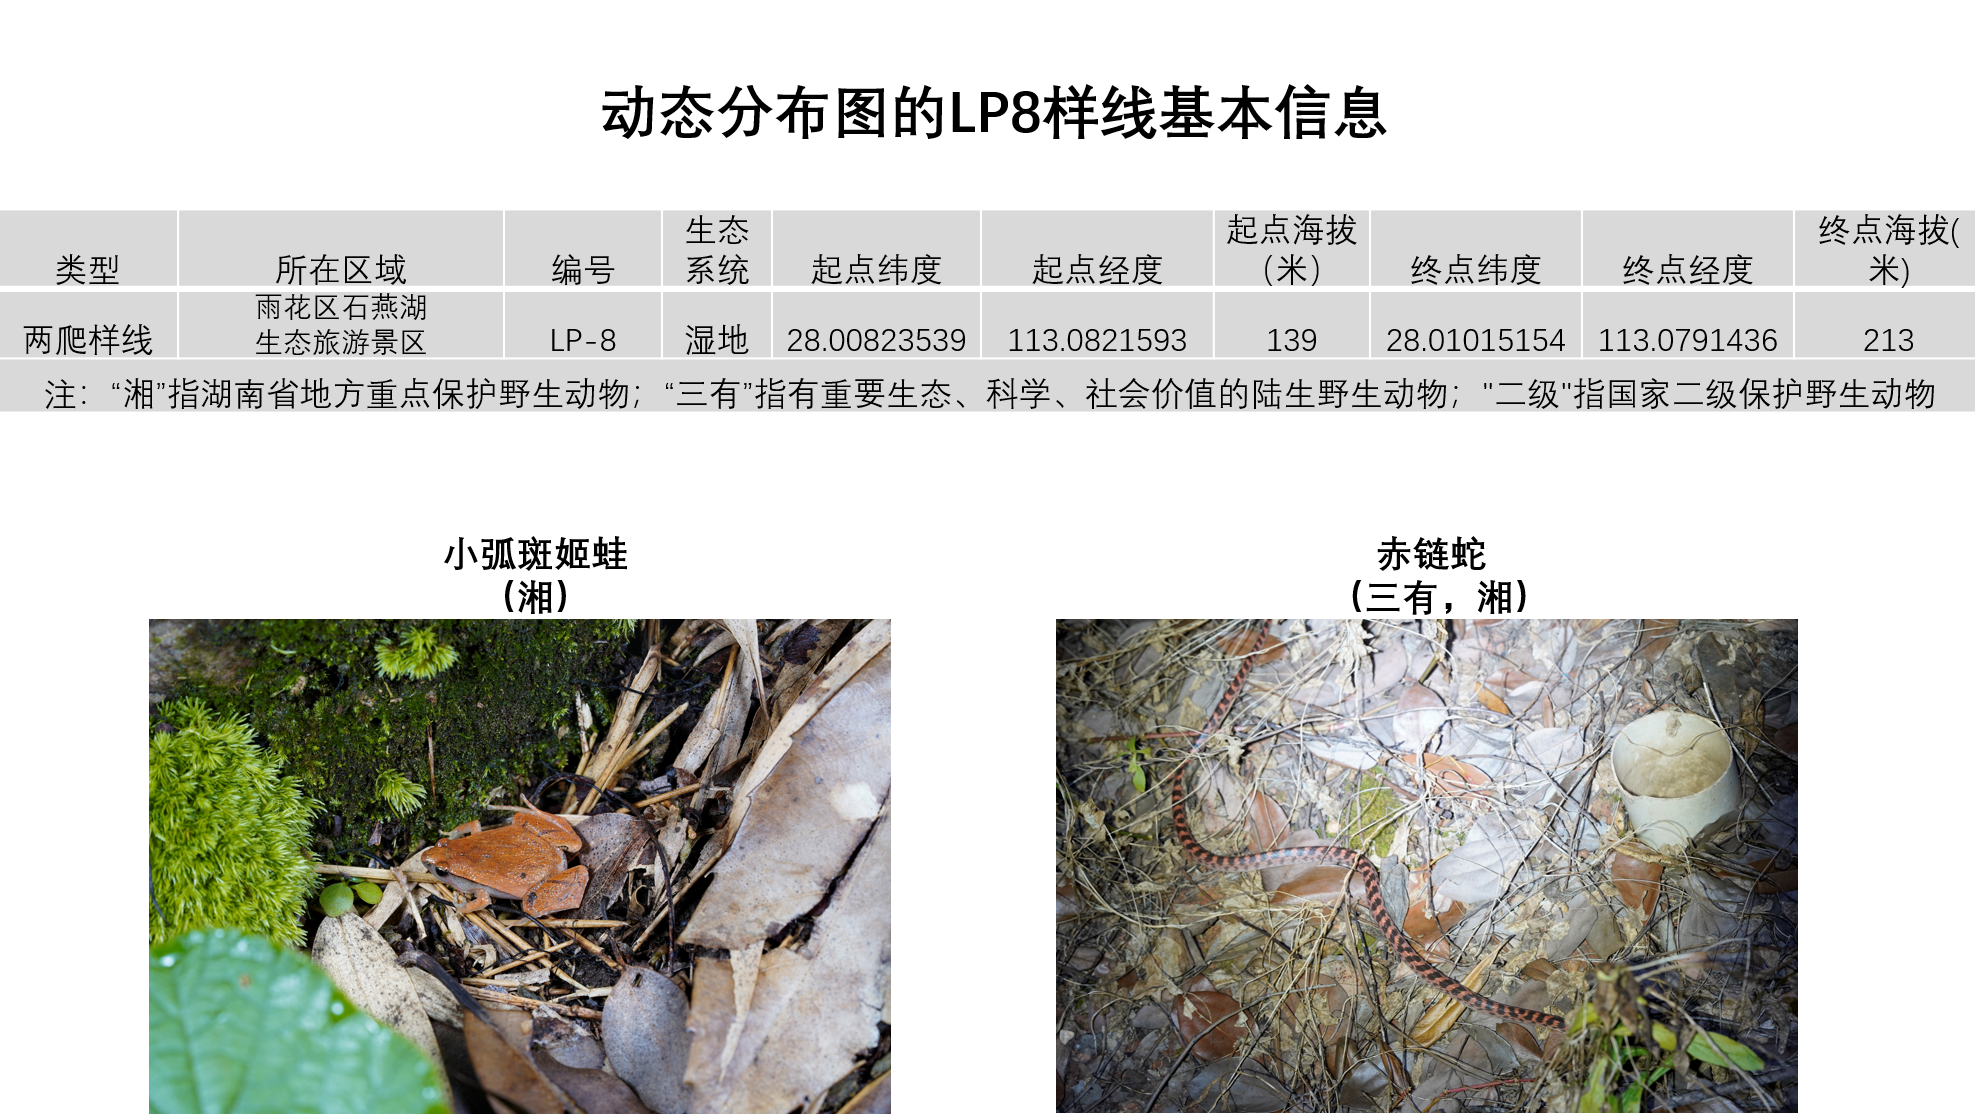 动态分布图的LP8样线基本信息
类型 所在区域 编号 生态系统 起点纬度 起点经度 起点海拔（米） 终点纬度 终点经度 终点海拔(米)
两爬样线 雨花区石燕湖生态旅游景区 LP-8 湿地 28.00823539 113.0821593 139 28.01015154 113.0791436 213
注：“湘”指湖南省地方重点保护野生动物；“三有”指有重要生态、科学、社会价值的陆生野生动物；"二级"指国家二级保护野生动物
小弧斑姬蛙
（湘）
赤链蛇
（三有，湘）